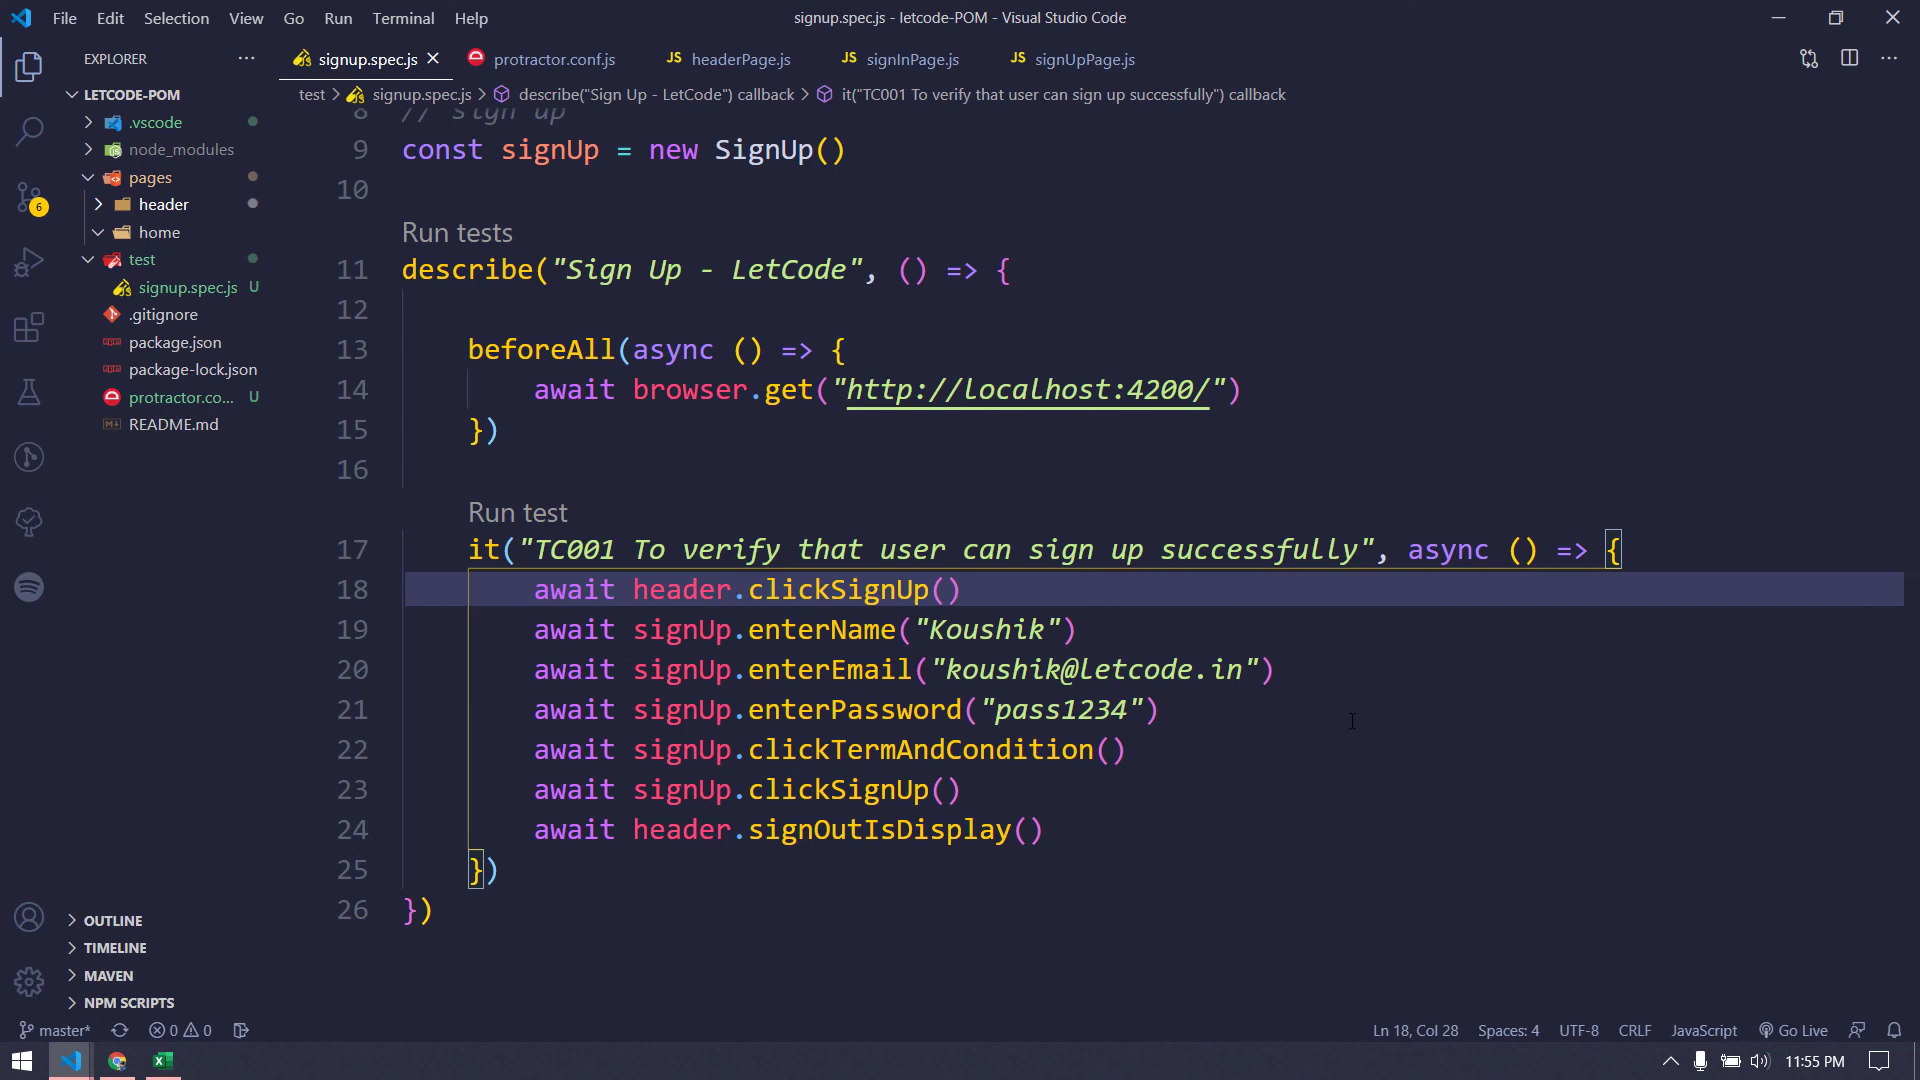 File Edit Selection View Go Run Terminal Help
signup.spec.js - letcode-POM - Visual Studio Code
EXPLORER
signup.spec.js
protractor.conf.js
JS headerPage.js
JS signInPage.js
JS signUpPage.js
test > signup.spec.js > describe("Sign Up - LetCode") callback > it("TC001 To verify that user can sign up successfully") callback
LETCODE-POM
.vscode
node_modules
pages
header
home
test
signup.spec.js U
.gitignore
package.json
package-lock.json
protractor.co... U
README.md
6
8 // sign up
9 const signUp = new SignUp()
10
Run tests
11 describe("Sign Up - LetCode", () => {
12
13 beforeAll(async () => {
14 await browser.get("http://localhost:4200/")
15 })
16
Run test
17 it("TC001 To verify that user can sign up successfully", async () => {
18 await header.clickSignUp()
19 await signUp.enterName("Koushik")
20 await signUp.enterEmail("koushik@letcode.in")
21 await signUp.enterPassword("pass1234")
22 await signUp.clickTermAndCondition()
23 await signUp.clickSignUp()
24 await header.signOutIsDisplay()
25 })
26 })
OUTLINE
TIMELINE
MAVEN
NPM SCRIPTS
master* 0 0
Ln 18, Col 28 Spaces: 4 UTF-8 CRLF JavaScript Go Live
11:55 PM